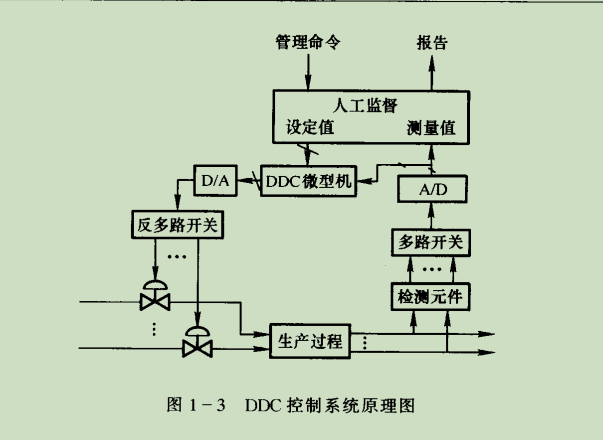 管理命令 报告
人工监督
设定值 测量值
D/A DDC微型机 A/D
反多路开关 多路开关
检测元件
生产过程
图 1-3 DDC 控制系统原理图